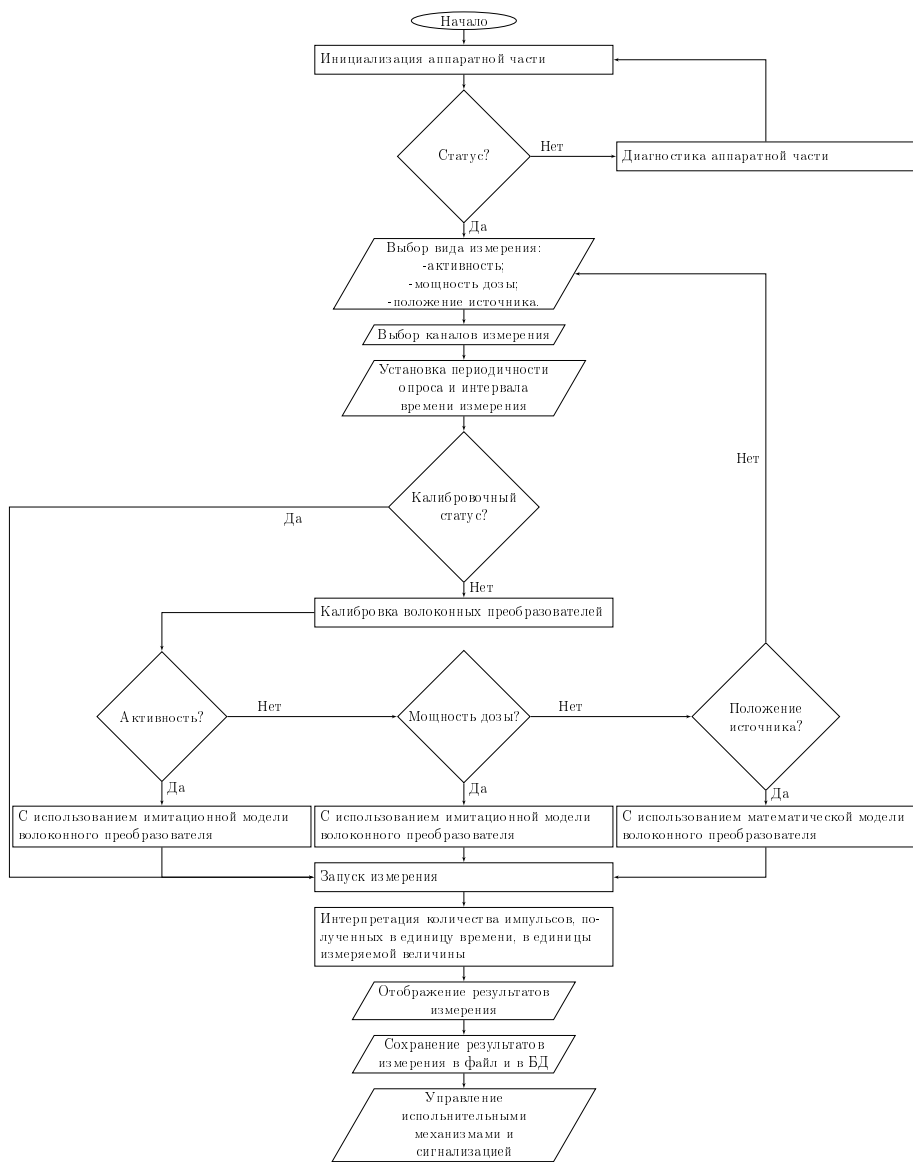 Начало
Инициализация аппаратной части
Статус?
Нет
Диагностика аппаратной части
Да
Выбор вида измерения:
-активность;
-мощность дозы;
-положение источника.
Выбор каналов измерения
Установка периодичности
опроса и интервала
времени измерения
Нет
Калибровочный
статус?
Да
Нет
Калибровка волоконных преобразователей
Активность?
Нет
Мощность дозы?
Нет
Положение
источника?
Да
Да
Да
С использованием имитационной модели
волоконного преобразователя
С использованием имитационной модели
волоконного преобразователя
С использованием математической модели
волоконного преобразователя
Запуск измерения
Интерпретация количества импульсов, по-
лученных в единицу времени, в единицы
измеряемой величины
Отображение результатов
измерения
Сохранение результатов
измерения в файл и в БД
Управление
испольнительными
механизмами и
сигнализацией